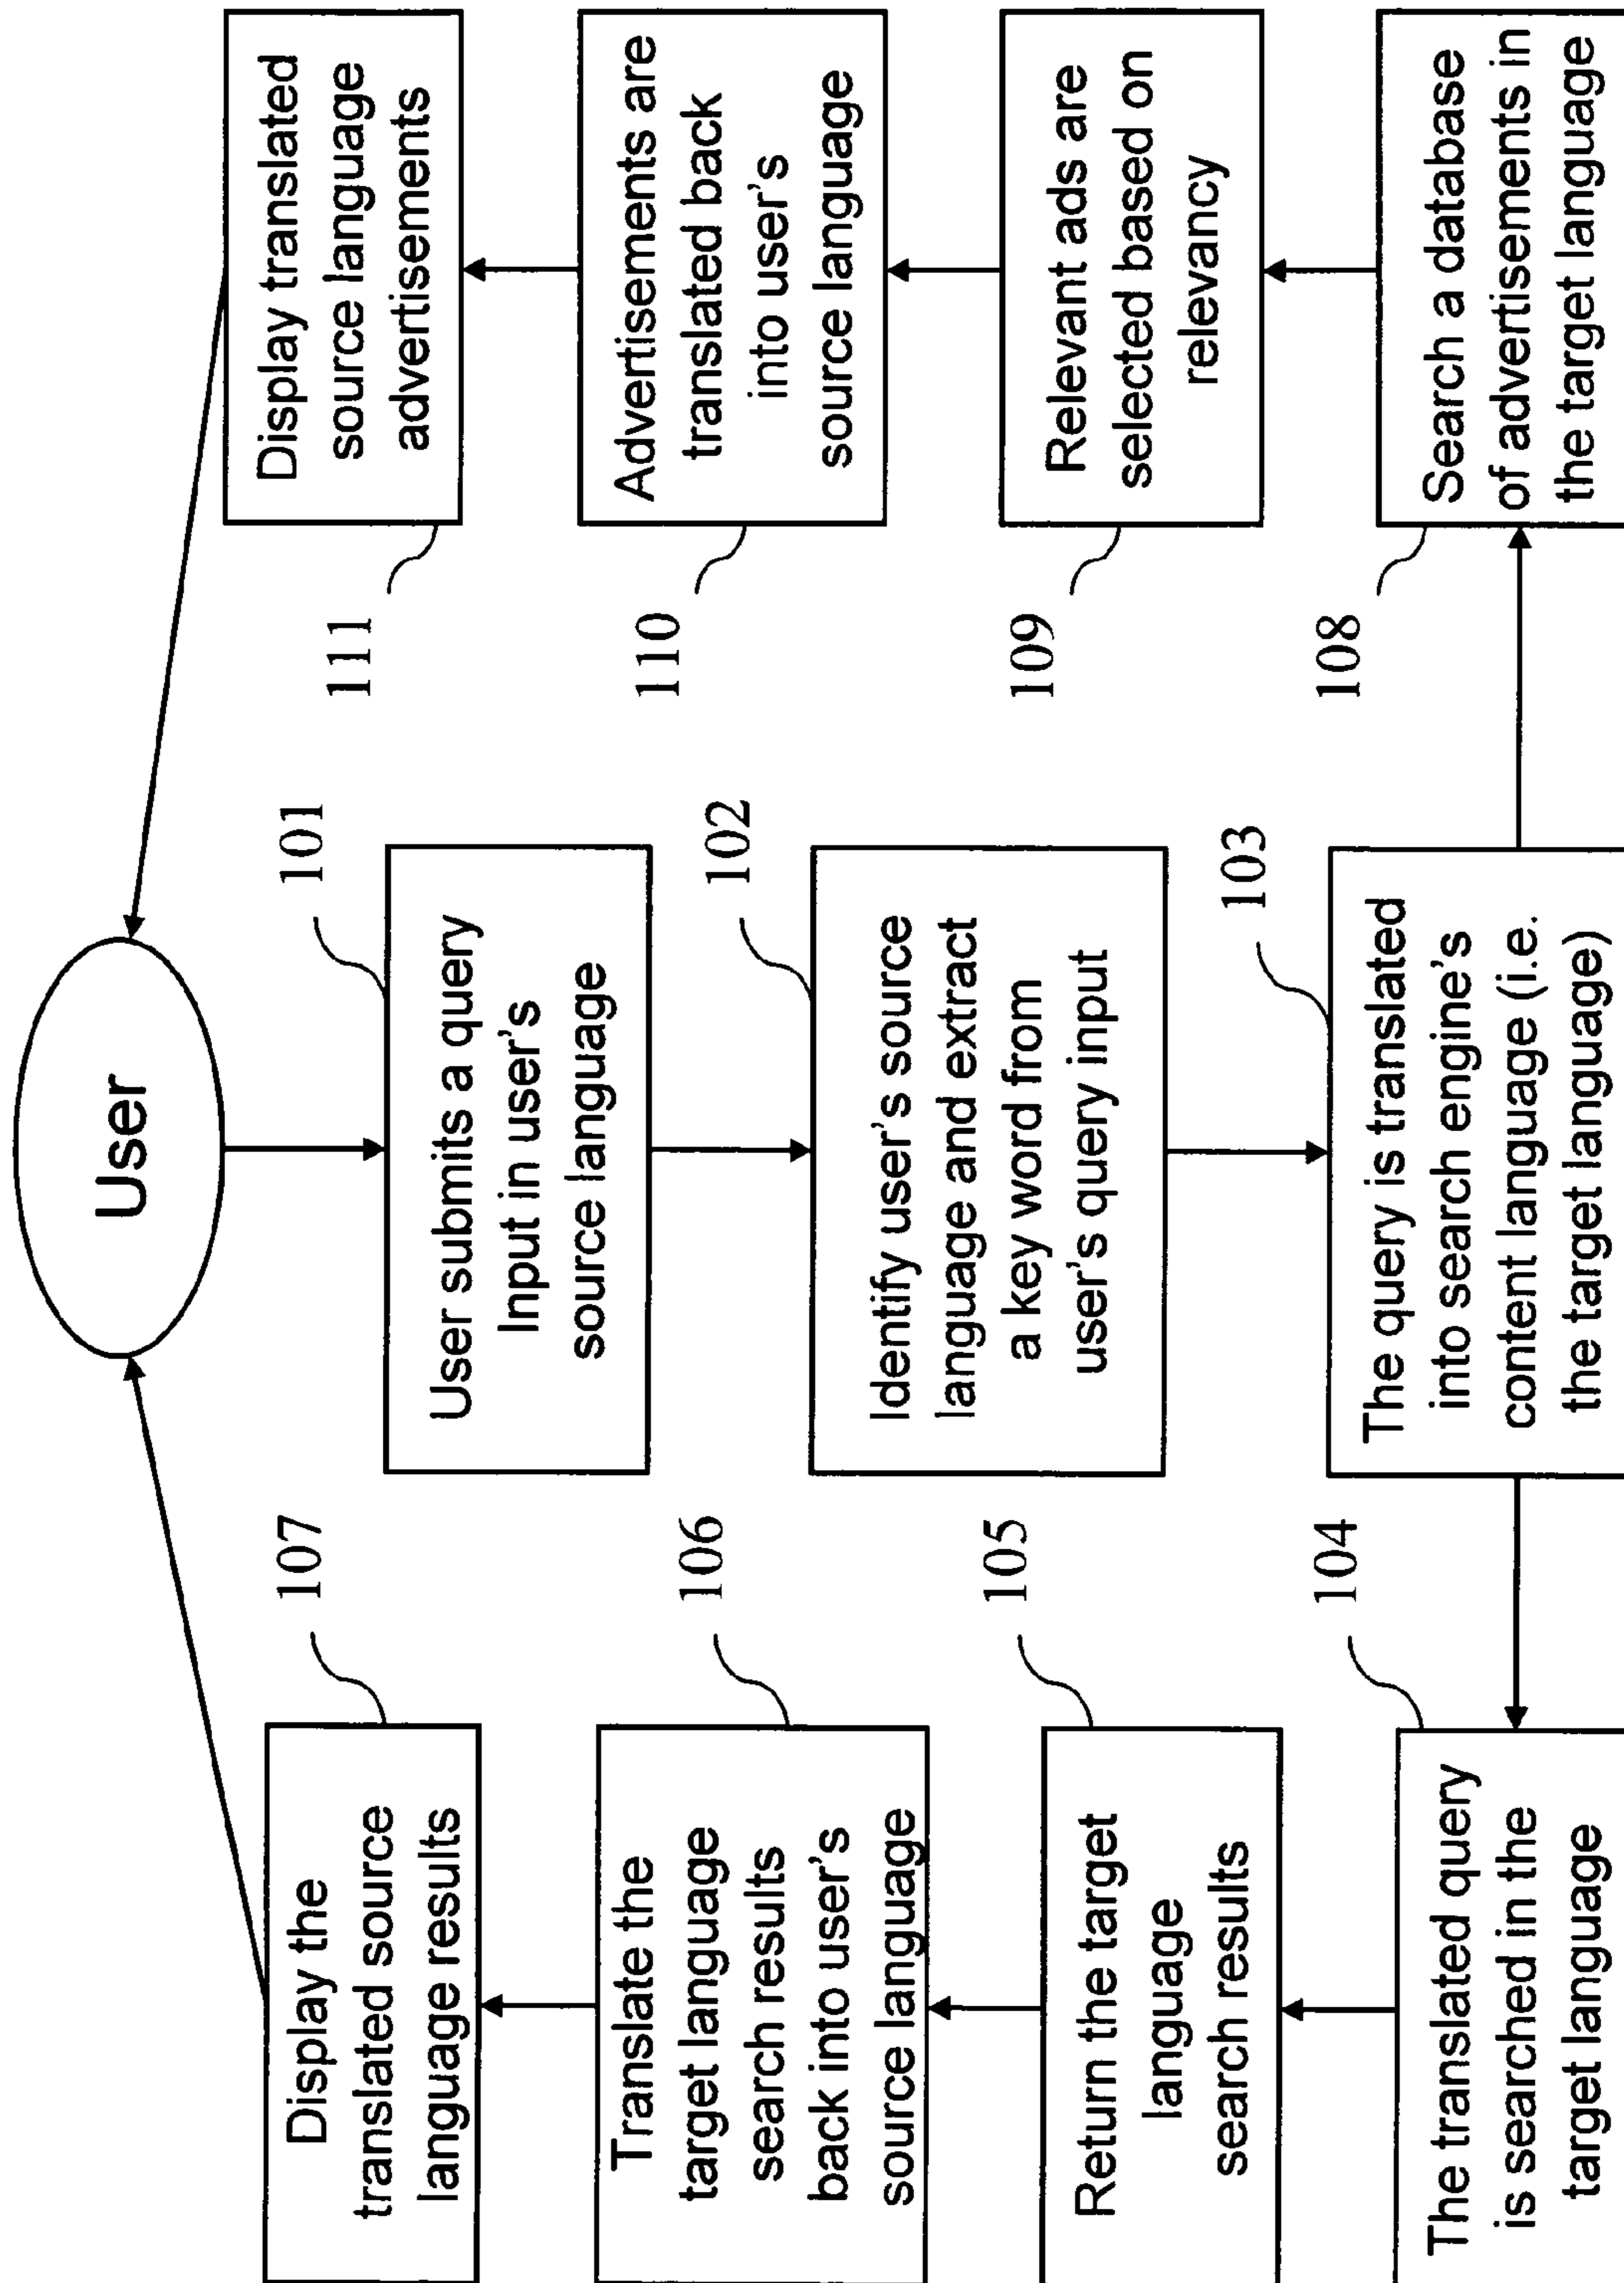 User
101
User submits a query
Input in user's
source language
102
Identify user's source
language and extract
a key word from
user's query input
103
The query is translated
into search engine's
content language (i.e.
the target language)
104
The translated query
is searched in the
target language
105
Return the target
language
search results
106
Translate the
target language
search results
back into user's
source language
107
Display the
translated source
language results
108
Search a database
of advertisements in
the target language
109
Relevant ads are
selected based on
relevancy
110
Advertisements are
translated back
into user's
source language
111
Display translated
source language
advertisements